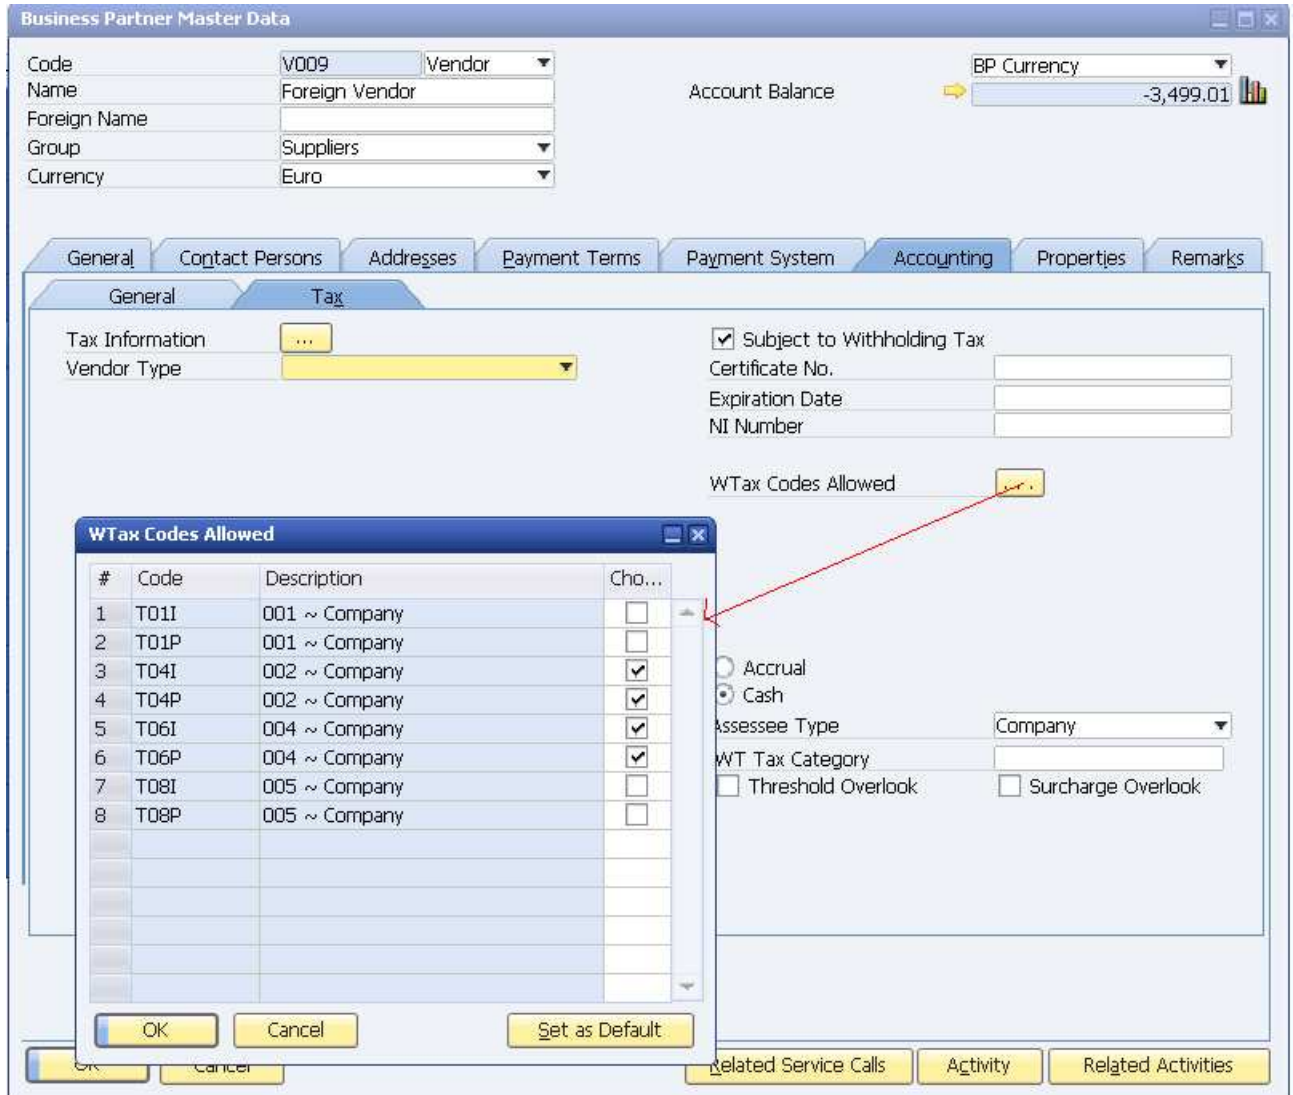 Business Partner Master Data
Code V009 Vendor BP Currency
Name Foreign Vendor Account Balance -3,499.01
Foreign Name
Group Suppliers
Currency Euro
General Contact Persons Addresses Payment Terms Payment System Accounting Properties Remarks
General Tax
Tax Information ... Subject to Withholding Tax
Vendor Type Certificate No.
Expiration Date
NI Number
WTax Codes Allowed ...
WTax Codes Allowed
# Code Description Cho...
1 T01I 001 ~ Company
2 T01P 001 ~ Company
3 T04I 002 ~ Company
4 T04P 002 ~ Company
5 T06I 004 ~ Company
6 T06P 004 ~ Company
7 T08I 005 ~ Company
8 T08P 005 ~ Company
Accrual
Cash
Assessee Type Company
WT Tax Category
Threshold Overlook Surcharge Overlook
OK Cancel Set as Default
OK Cancel Related Service Calls Activity Related Activities